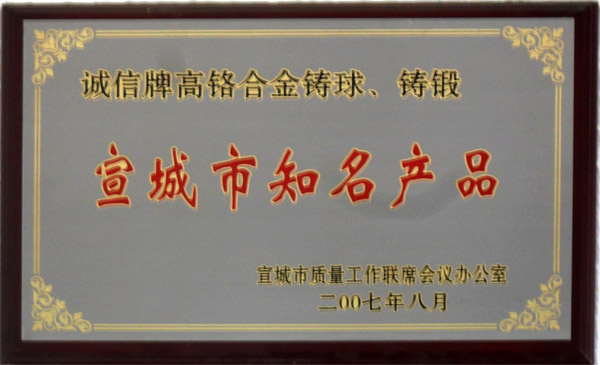 诚信牌高铬合金铸球、铸锻
宣城市知名产品
宣城市质量工作联席会议办公室
二00七年八月